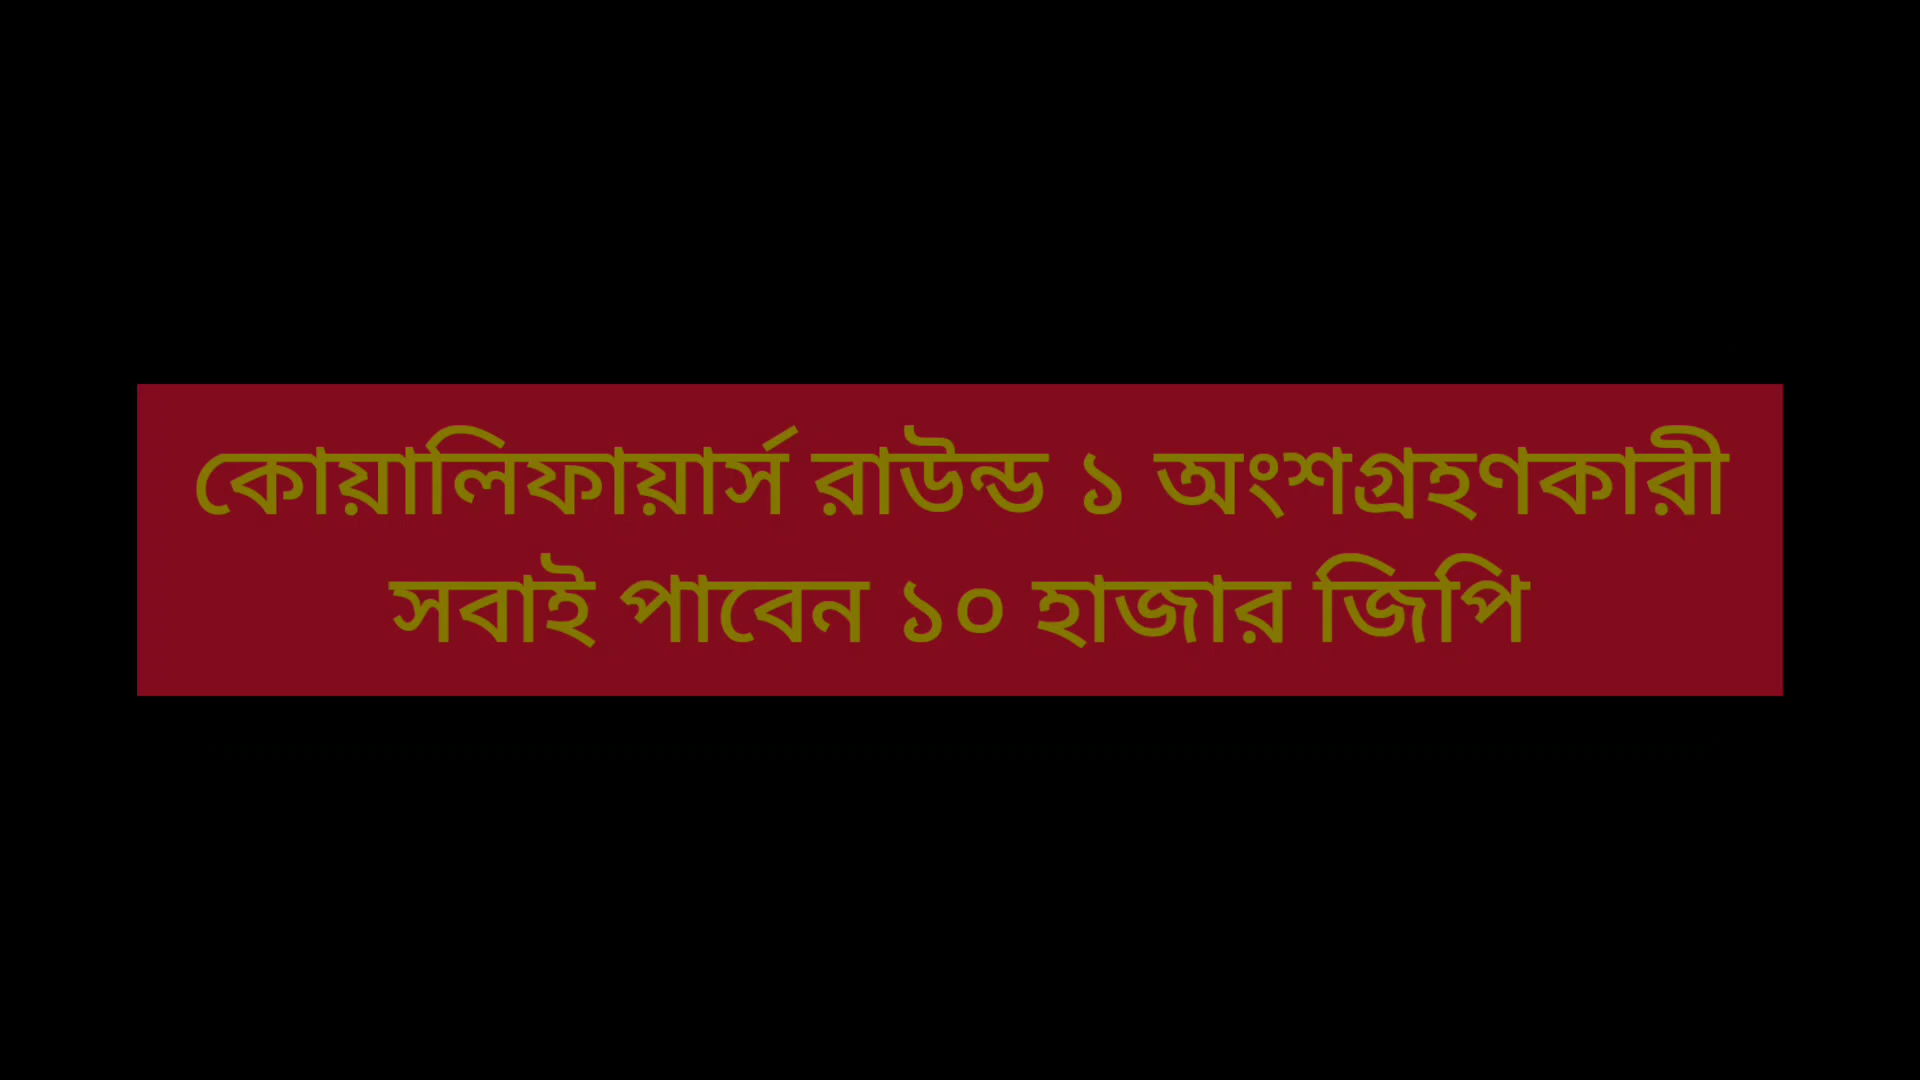 কোয়ালিফায়ার্স রাউন্ড ১ অংশগ্রহণকারী
সবাই পাবেন ১০ হাজার জিপি